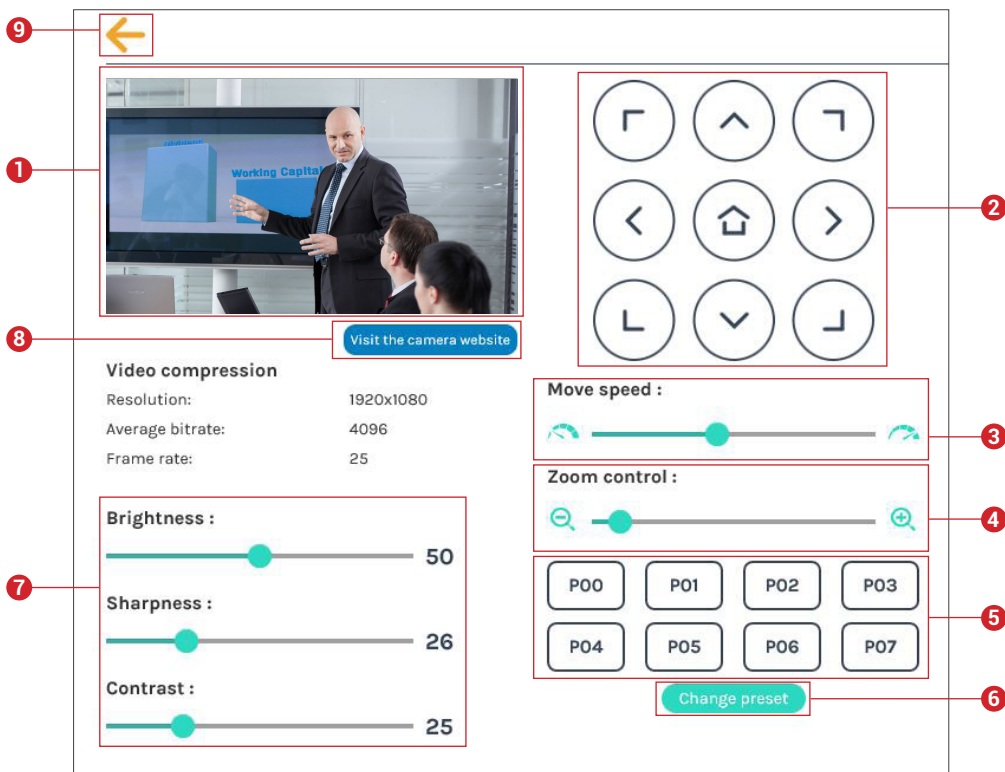 9
1
Working Capital
2
8
Visit the camera website
Video compression
Resolution: 1920x1080
Average bitrate: 4096
Frame rate: 25
Move speed :
3
Zoom control :
4
7
Brightness :
50
Sharpness :
26
Contrast :
25
P00 P01 P02 P03
5
P04 P05 P06 P07
Change preset
6